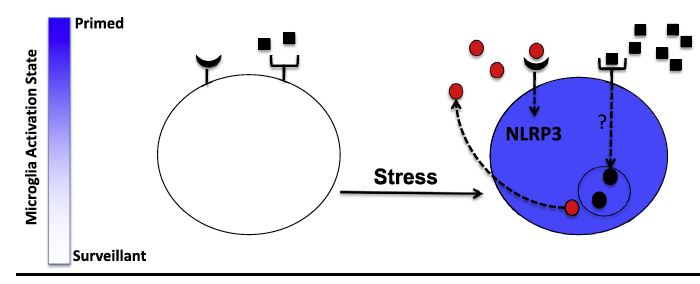 Primed
Microglia Activation State
Surveillant
Stress
NLRP3
?